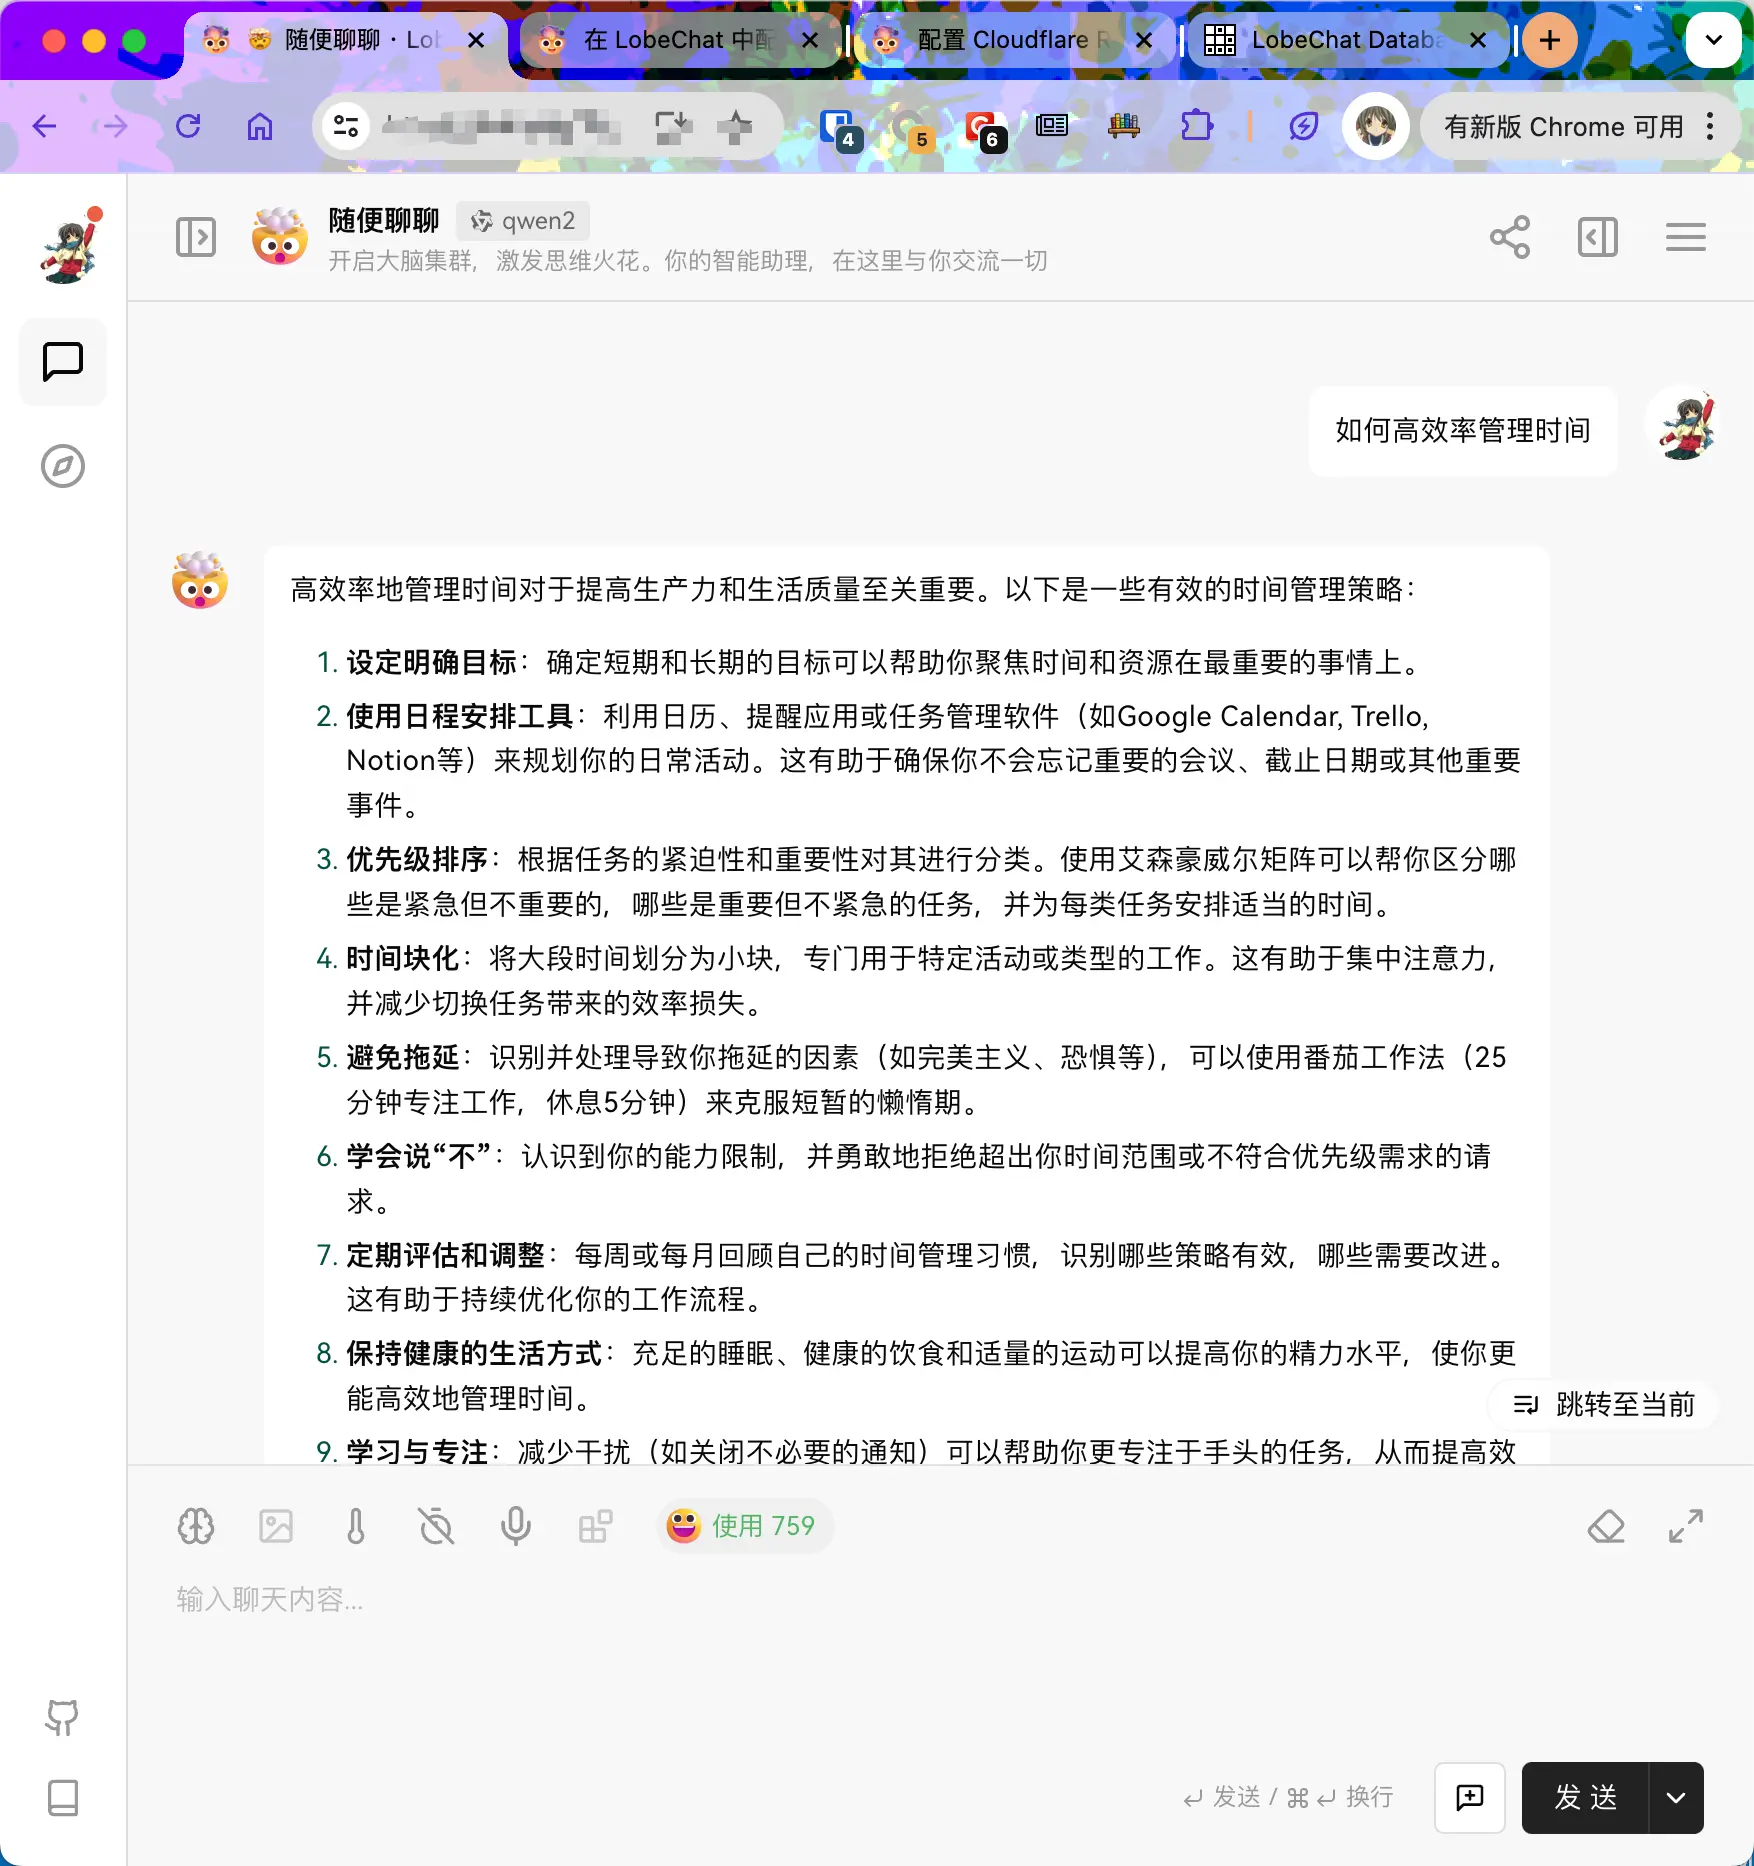 随便聊聊 · Lob
在 LobeChat 中配
配置 Cloudflare R
LobeChat Databa
4
5
6
有新版 Chrome 可用
随便聊聊
qwen2
开启大脑集群，激发思维火花。你的智能助理，在这里与你交流一切
如何高效率管理时间
高效率地管理时间对于提高生产力和生活质量至关重要。以下是一些有效的时间管理策略：
1. 设定明确目标：确定短期和长期的目标可以帮助你聚焦时间和资源在最重要的事情上。
2. 使用日程安排工具：利用日历、提醒应用或任务管理软件（如Google Calendar, Trello,
Notion等）来规划你的日常活动。这有助于确保你不会忘记重要的会议、截止日期或其他重要
事件。
3. 优先级排序：根据任务的紧迫性和重要性对其进行分类。使用艾森豪威尔矩阵可以帮你区分哪
些是紧急但不重要的，哪些是重要但不紧急的任务，并为每类任务安排适当的时间。
4. 时间块化：将大段时间划分为小块，专门用于特定活动或类型的工作。这有助于集中注意力，
并减少切换任务带来的效率损失。
5. 避免拖延：识别并处理导致你拖延的因素（如完美主义、恐惧等），可以使用番茄工作法（25
分钟专注工作，休息5分钟）来克服短暂的懒惰期。
6. 学会说“不”：认识到你的能力限制，并勇敢地拒绝超出你时间范围或不符合优先级需求的请
求。
7. 定期评估和调整：每周或每月回顾自己的时间管理习惯，识别哪些策略有效，哪些需要改进。
这有助于持续优化你的工作流程。
8. 保持健康的生活方式：充足的睡眠、健康的饮食和适量的运动可以提高你的精力水平，使你更
能高效地管理时间。
跳转至当前
9. 学习与专注：减少干扰（如关闭不必要的通知）可以帮助你更专注于手头的任务，从而提高效
使用 759
输入聊天内容...
↵ 发送 / ⌘ ↵ 换行
发 送